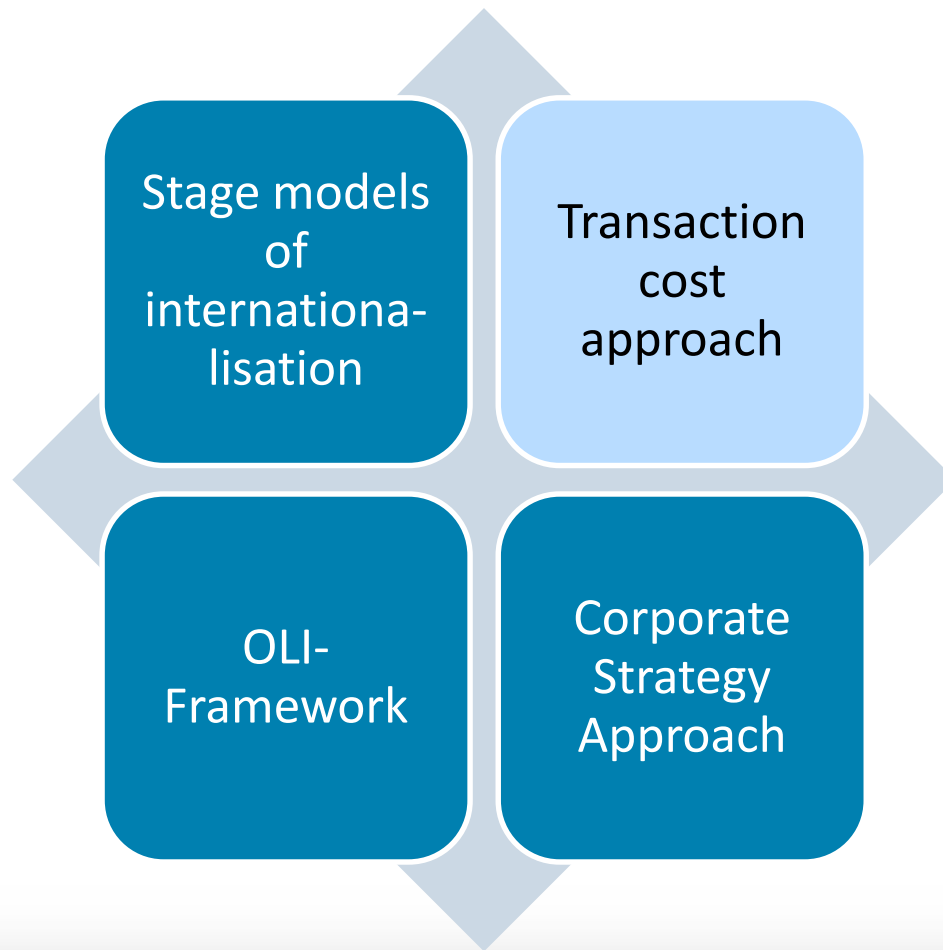 Stage models
of
internationa-
lisation
Transaction
cost
approach
OLI-
Framework
Corporate
Strategy
Approach